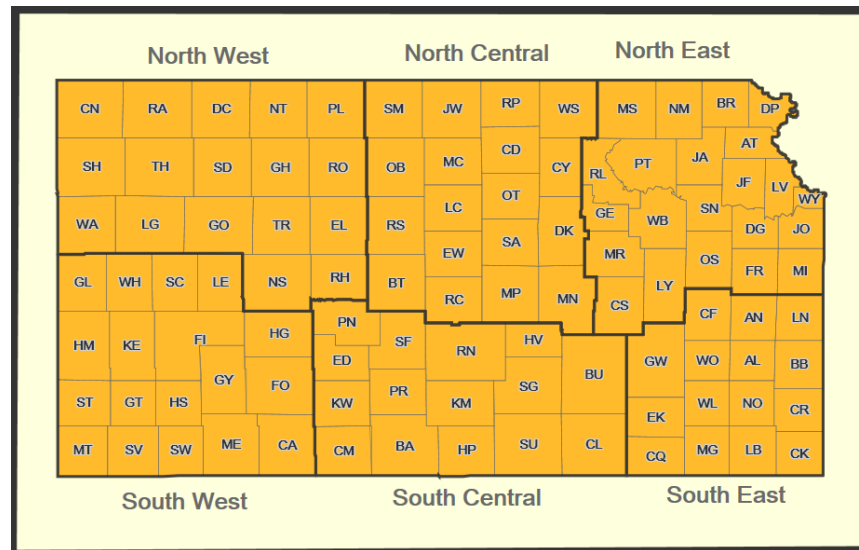 North West
North Central
North East
CN RA DC NT PL SM JW RP WS MS NM BR DP
SH TH SD GH RO OB MC CD CY RL PT JA AT
JF LV WY
WA LG GO TR EL RS LC OT DK GE WB SN DG JO
GL WH SC LE NS RH BT EW SA MR LY OS FR MI
RC MP MN CS
HM KE FI HG PN SF RN HV BU GW CF AN LN
ED WO AL BB
GY FO SG
ST GT HS KW PR KM EK WL NO CR
MT SV SW ME CA CM BA HP SU CL CQ MG LB CK
South West
South Central
South East